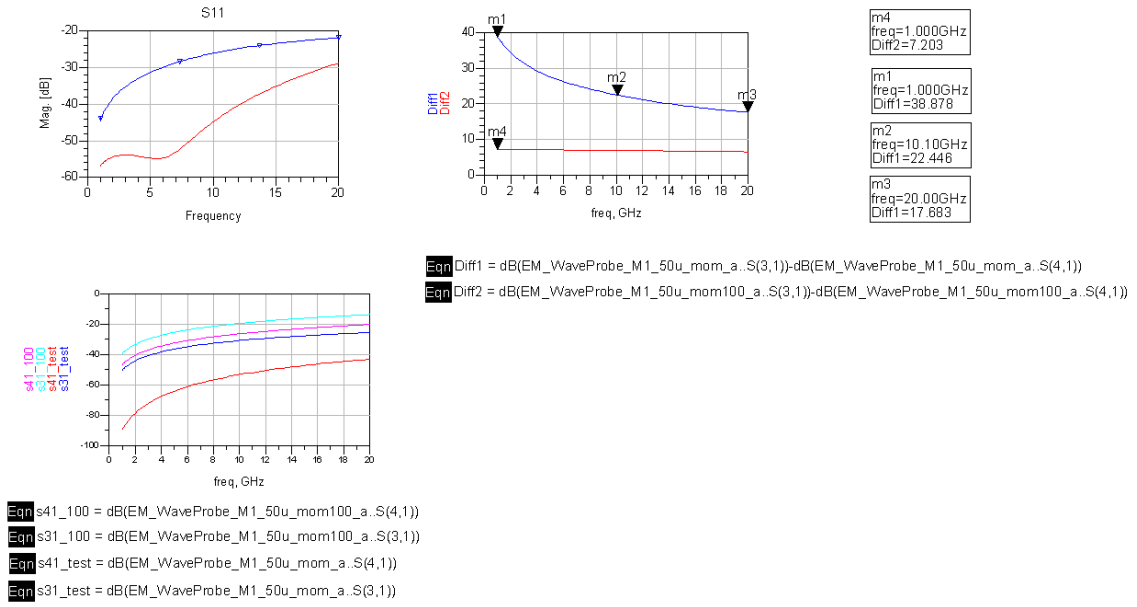 S11
Mag. [dB]
-20
-30
-40
-50
-60
0 5 10 15 20
Frequency
m1
m2
m3
m4
Diff1
Diff2
40
30
20
10
0
0 2 4 6 8 10 12 14 16 18 20
freq, GHz
m4
freq=1.000GHz
Diff2=7.203
m1
freq=1.000GHz
Diff1=38.878
m2
freq=10.10GHz
Diff1=22.446
m3
freq=20.00GHz
Diff1=17.683
Eqn Diff1 = dB(EM_WaveProbe_M1_50u_mom_a..S(3,1))-dB(EM_WaveProbe_M1_50u_mom_a..S(4,1))
Eqn Diff2 = dB(EM_WaveProbe_M1_50u_mom100_a..S(3,1))-dB(EM_WaveProbe_M1_50u_mom100_a..S(4,1))
s41_100
s31_100
s41_test
s31_test
0
-20
-40
-60
-80
-100
0 2 4 6 8 10 12 14 16 18 20
freq, GHz
Eqn s41_100 = dB(EM_WaveProbe_M1_50u_mom100_a..S(4,1))
Eqn s31_100 = dB(EM_WaveProbe_M1_50u_mom100_a..S(3,1))
Eqn s41_test = dB(EM_WaveProbe_M1_50u_mom_a..S(4,1))
Eqn s31_test = dB(EM_WaveProbe_M1_50u_mom_a..S(3,1))